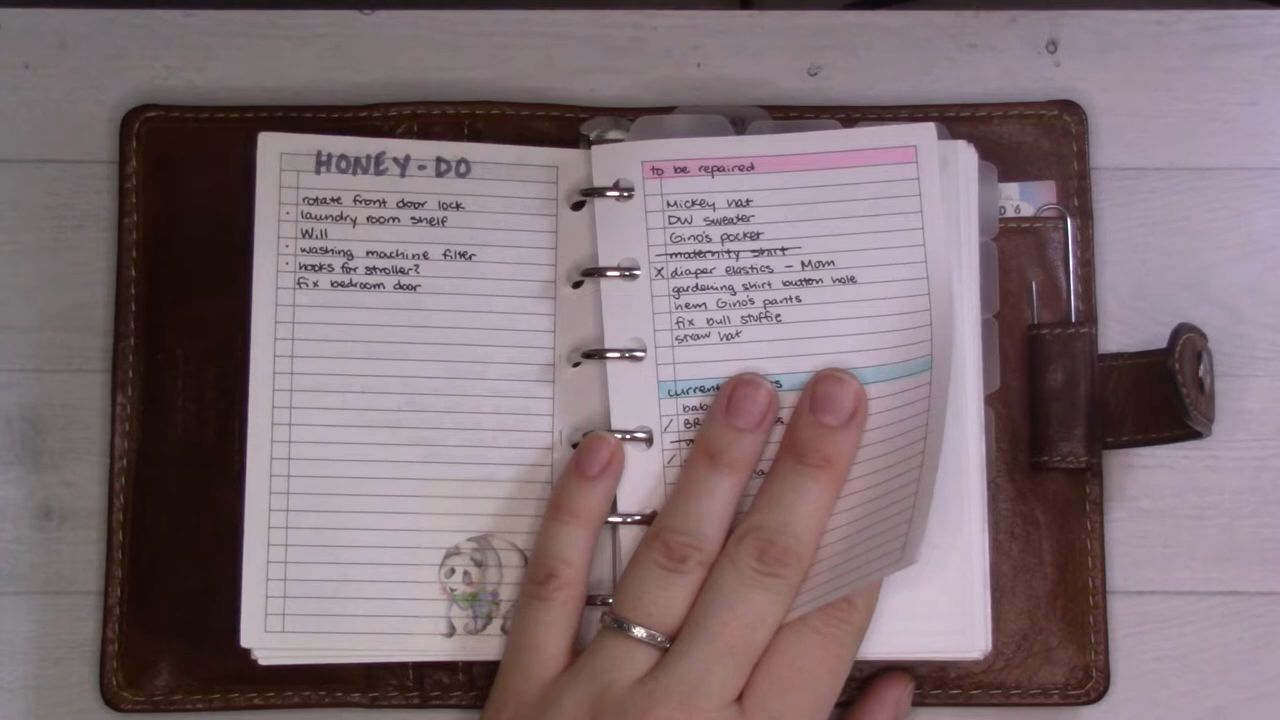 HONEY-DO
rotate front door lock
laundry room shelf
Will
washing machine filter
hooks for stroller?
fix bedroom door
to be repaired
Mickey hat
DW sweater
Gino's pocket
maternity shirt
X diaper elastics - Mom
gardening shirt button hole
hem Gino's pants
fix bull stuffie
straw hat
current